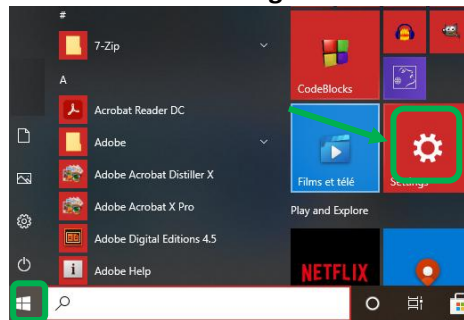 #
7-Zip
A
Acrobat Reader DC
Adobe
Adobe Acrobat Distiller X
Adobe Acrobat X Pro
Adobe Digital Editions 4.5
Adobe Help
CodeBlocks
Films et télé
Settings
Play and Explore
NETFLIX